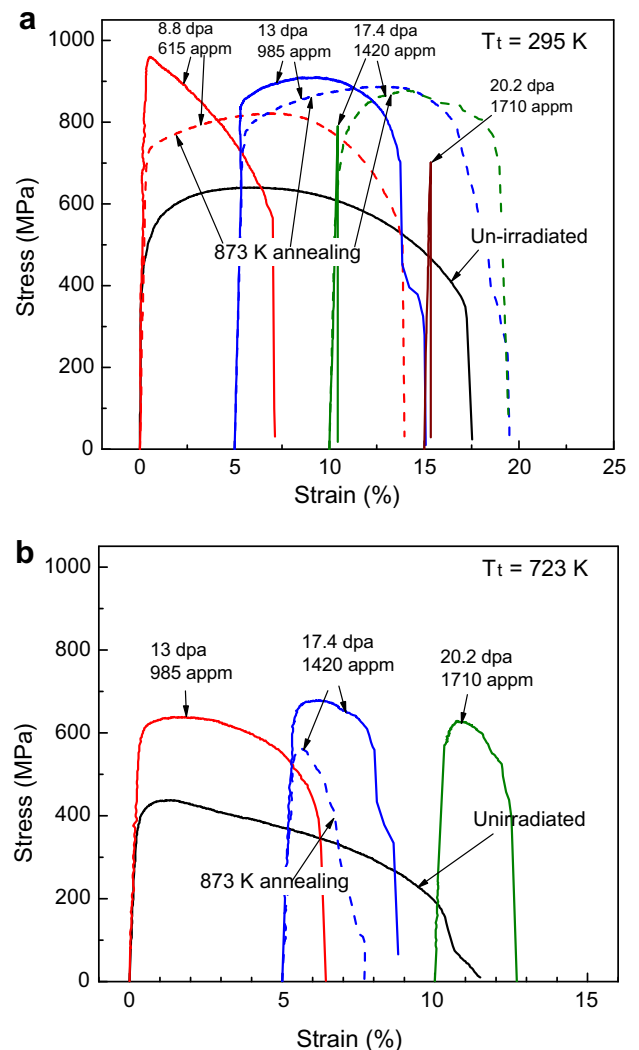 a
Tt = 295 K
8.8 dpa
615 appm
13 dpa
985 appm
17.4 dpa
1420 appm
20.2 dpa
1710 appm
Un-irradiated
873 K annealing
Stress (MPa)
1000
800
600
400
200
0
0 5 10 15 20 25
Strain (%)
b
Tt = 723 K
13 dpa
985 appm
17.4 dpa
1420 appm
20.2 dpa
1710 appm
Unirradiated
873 K annealing
Stress (MPa)
1000
800
600
400
200
0
0 5 10 15
Strain (%)